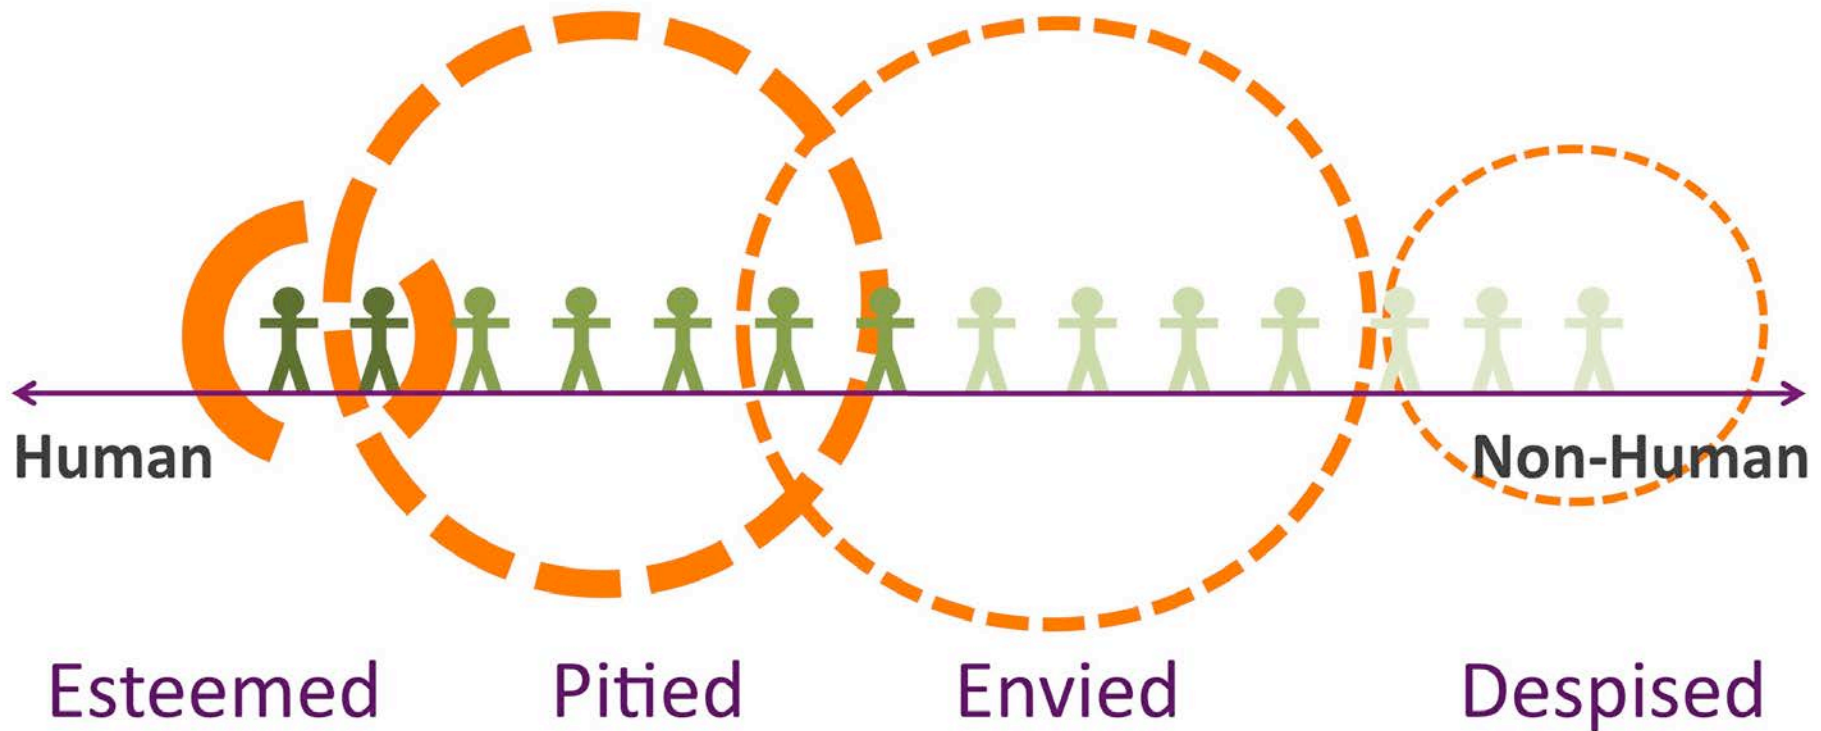 Human
Non-Human
Esteemed
Pitied
Envied
Despised